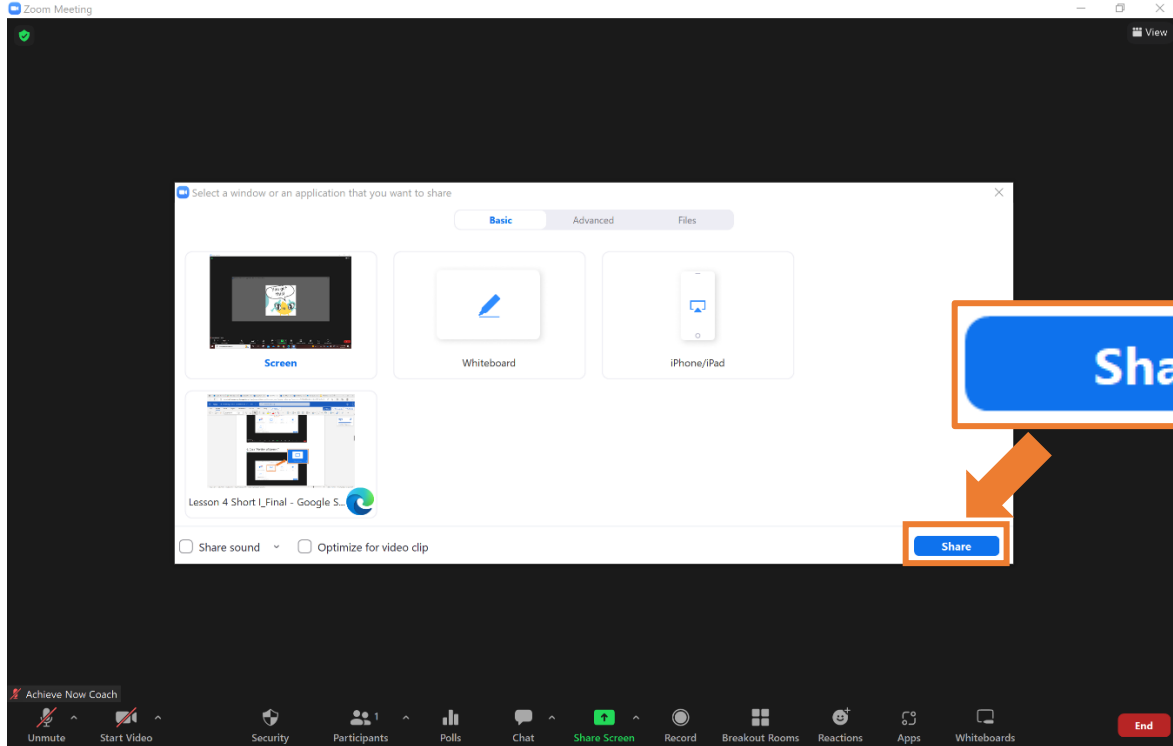 Zoom Meeting
View
Select a window or an application that you want to share
Basic Advanced Files
Screen
Whiteboard
iPhone/iPad
Sha
Lesson 4 Short I_Final - Google S...
Share sound
Optimize for video clip
Share
Achieve Now Coach
Unmute
Start Video
Security
1
Participants
Polls
Chat
Share Screen
Record
Breakout Rooms
Reactions
Apps
Whiteboards
End